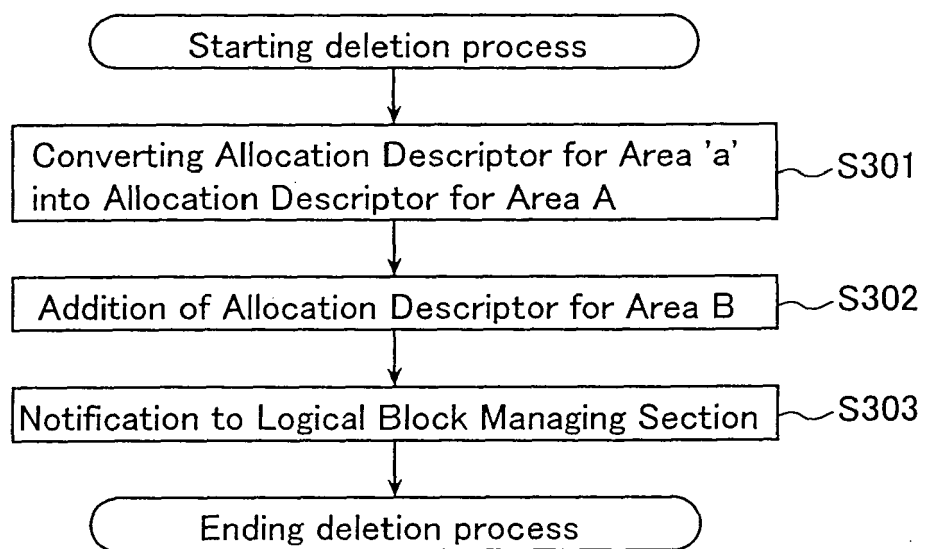 Starting deletion process
Converting Allocation Descriptor for Area 'a'
into Allocation Descriptor for Area A
S301
Addition of Allocation Descriptor for Area B
S302
Notification to Logical Block Managing Section
S303
Ending deletion process